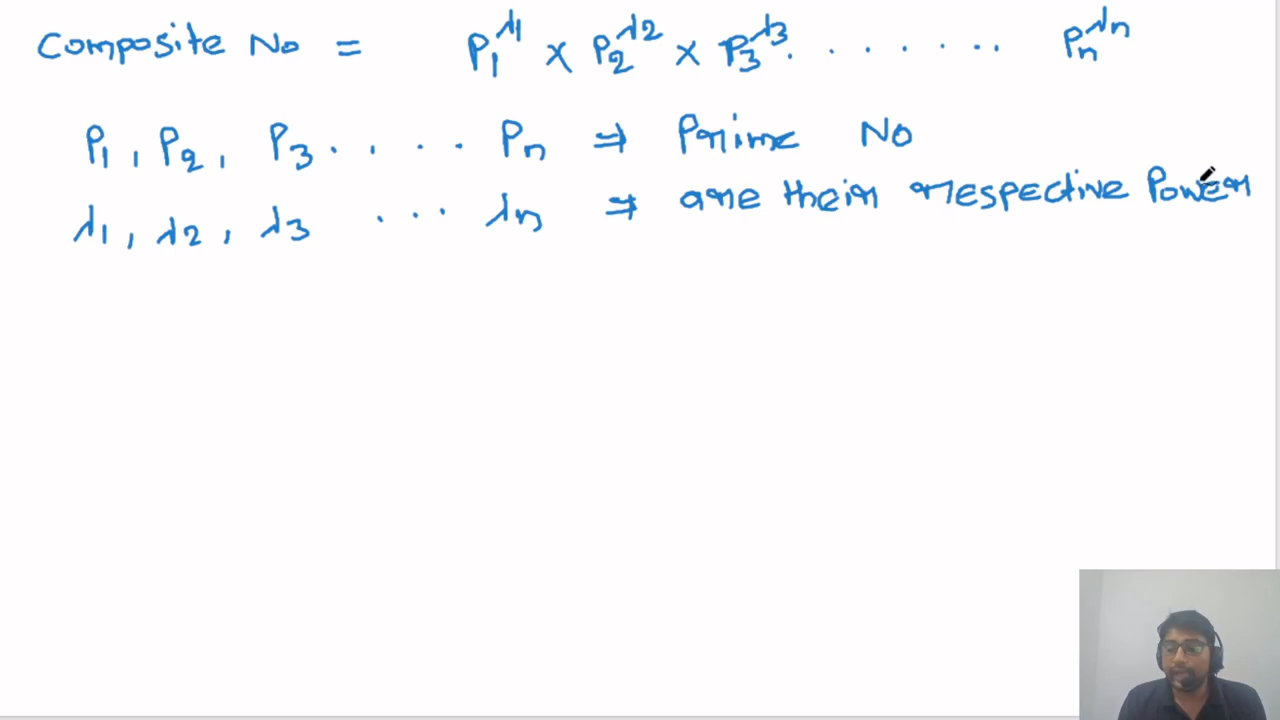 Composite No = P₁^λ1 × P₂^λ2 × P₃^λ3 . . . . . . . . Pₙ^λn
P₁, P₂, P₃ . . . . . Pₙ ⇒ Prime No
λ1, λ2, λ3 . . . λn ⇒ are their respective Power